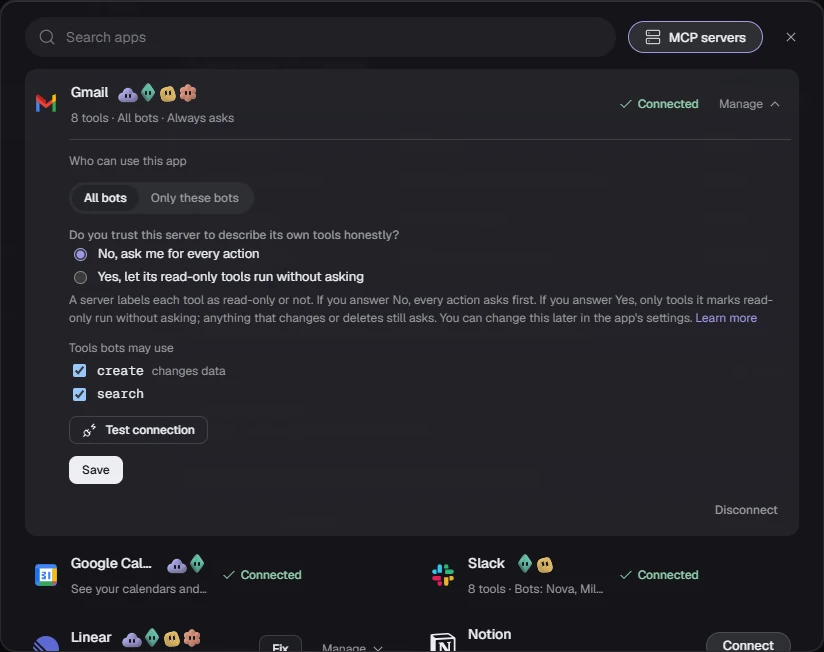 Search apps
MCP servers
Gmail
8 tools · All bots · Always asks
Connected
Manage
Who can use this app
All bots
Only these bots
Do you trust this server to describe its own tools honestly?
No, ask me for every action
Yes, let its read-only tools run without asking
A server labels each tool as read-only or not. If you answer No, every action asks first. If you answer Yes, only tools it marks read-
only run without asking; anything that changes or deletes still asks. You can change this later in the app's settings. Learn more
Tools bots may use
create changes data
search
Test connection
Save
Disconnect
Google Cal...
See your calendars and...
Connected
Slack
8 tools · Bots: Nova, Mil...
Connected
Linear
Fix
Manage
Notion
Connect